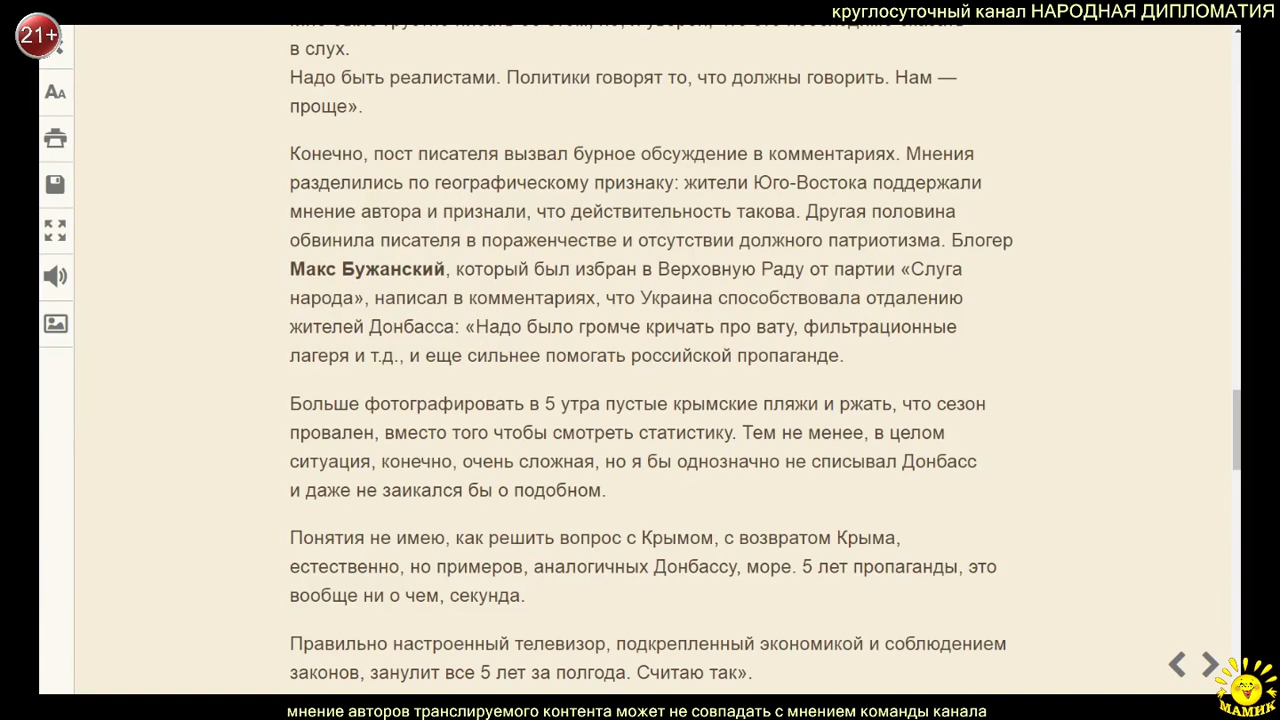 круглосуточный канал НАРОДНАЯ ДИПЛОМАТИЯ
21+
в слух.
Надо быть реалистами. Политики говорят то, что должны говорить. Нам —
проще».
Конечно, пост писателя вызвал бурное обсуждение в комментариях. Мнения
разделились по географическому признаку: жители Юго-Востока поддержали
мнение автора и признали, что действительность такова. Другая половина
обвинила писателя в пораженчестве и отсутствии должного патриотизма. Блогер
Макс Бужанский, который был избран в Верховную Раду от партии «Слуга
народа», написал в комментариях, что Украина способствовала отдалению
жителей Донбасса: «Надо было громче кричать про вату, фильтрационные
лагеря и т.д., и еще сильнее помогать российской пропаганде.
Больше фотографировать в 5 утра пустые крымские пляжи и ржать, что сезон
провален, вместо того чтобы смотреть статистику. Тем не менее, в целом
ситуация, конечно, очень сложная, но я бы однозначно не списывал Донбасс
и даже не заикался бы о подобном.
Понятия не имею, как решить вопрос с Крымом, с возвратом Крыма,
естественно, но примеров, аналогичных Донбассу, море. 5 лет пропаганды, это
вообще ни о чем, секунда.
Правильно настроенный телевизор, подкрепленный экономикой и соблюдением
законов, занулит все 5 лет за полгода. Считаю так».
МАМИК
мнение авторов транслируемого контента может не совпадать с мнением команды канала